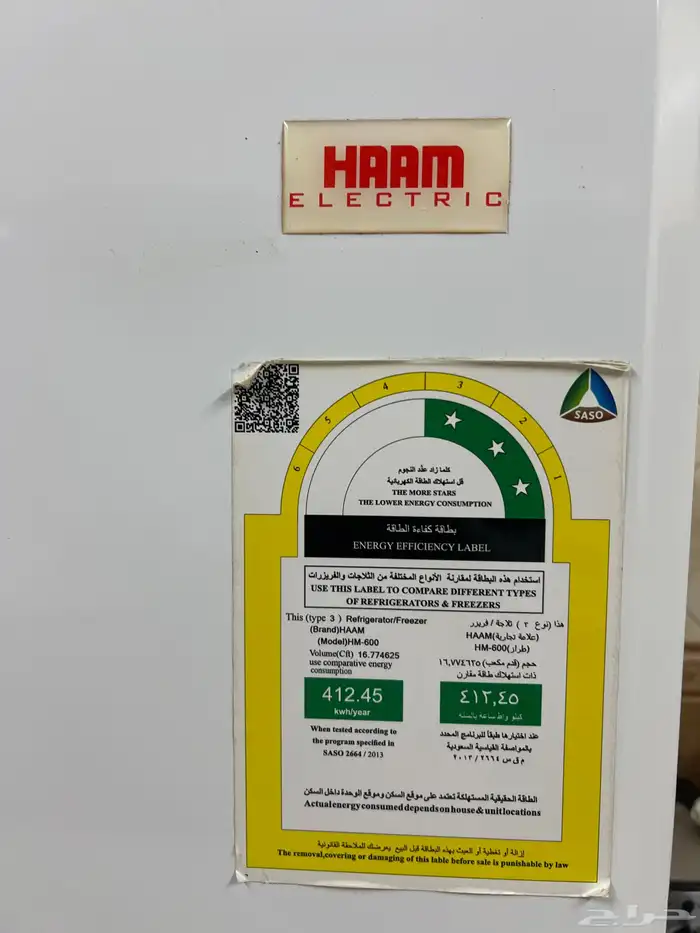 HAAM
ELECTRIC
1
2
3
4
5
6
SASO
كلما زاد عدد النجوم
قل استهلاك الطاقة الكهربائية
THE MORE STARS
THE LOWER ENERGY CONSUMPTION
بطاقة كفاءة الطاقة
ENERGY EFFICIENCY LABEL
استخدام هذه البطاقة لمقارنة الأنواع المختلفة من الثلاجات والفريزرات
USE THIS LABEL TO COMPARE DIFFERENT TYPES
OF REFRIGERATORS & FREEZERS
This (type 3 ) Refrigerator/Freezer
(Brand)HAAM
(Model)HM-600
Volume(Cft) 16.774625
use comparative energy
consumption
412.45
kwh/year
When tested according to
the program specified in
SASO 2664 / 2013
هذا (نوع ٣ ) ثلاجة / فريزر
(علامة تجارية)HAAM
(طراز)HM-600
حجم (قدم مكعب) ١٦,٧٧٤٦٢٥
ذات استهلاك طاقة مقارن
٤١٢,٤٥
كيلو واط ساعة بالسنة
عند اختبارها طبقاً للبرنامج المحدد
بالمواصفة القياسية السعودية
م ق س ٢٦٦٤ / ٢٠١٣
الطاقة الحقيقية المستهلكة تعتمد على موقع السكن وموقع الوحدة داخل السكن
Actual energy consumed depends on house & unit locations
إزالة أو تغطية أو العبث بهذه البطاقة قبل البيع يعرضك للملاحظة القانونية
The removal,covering or damaging of this lable before sale is punishable by law
حراج